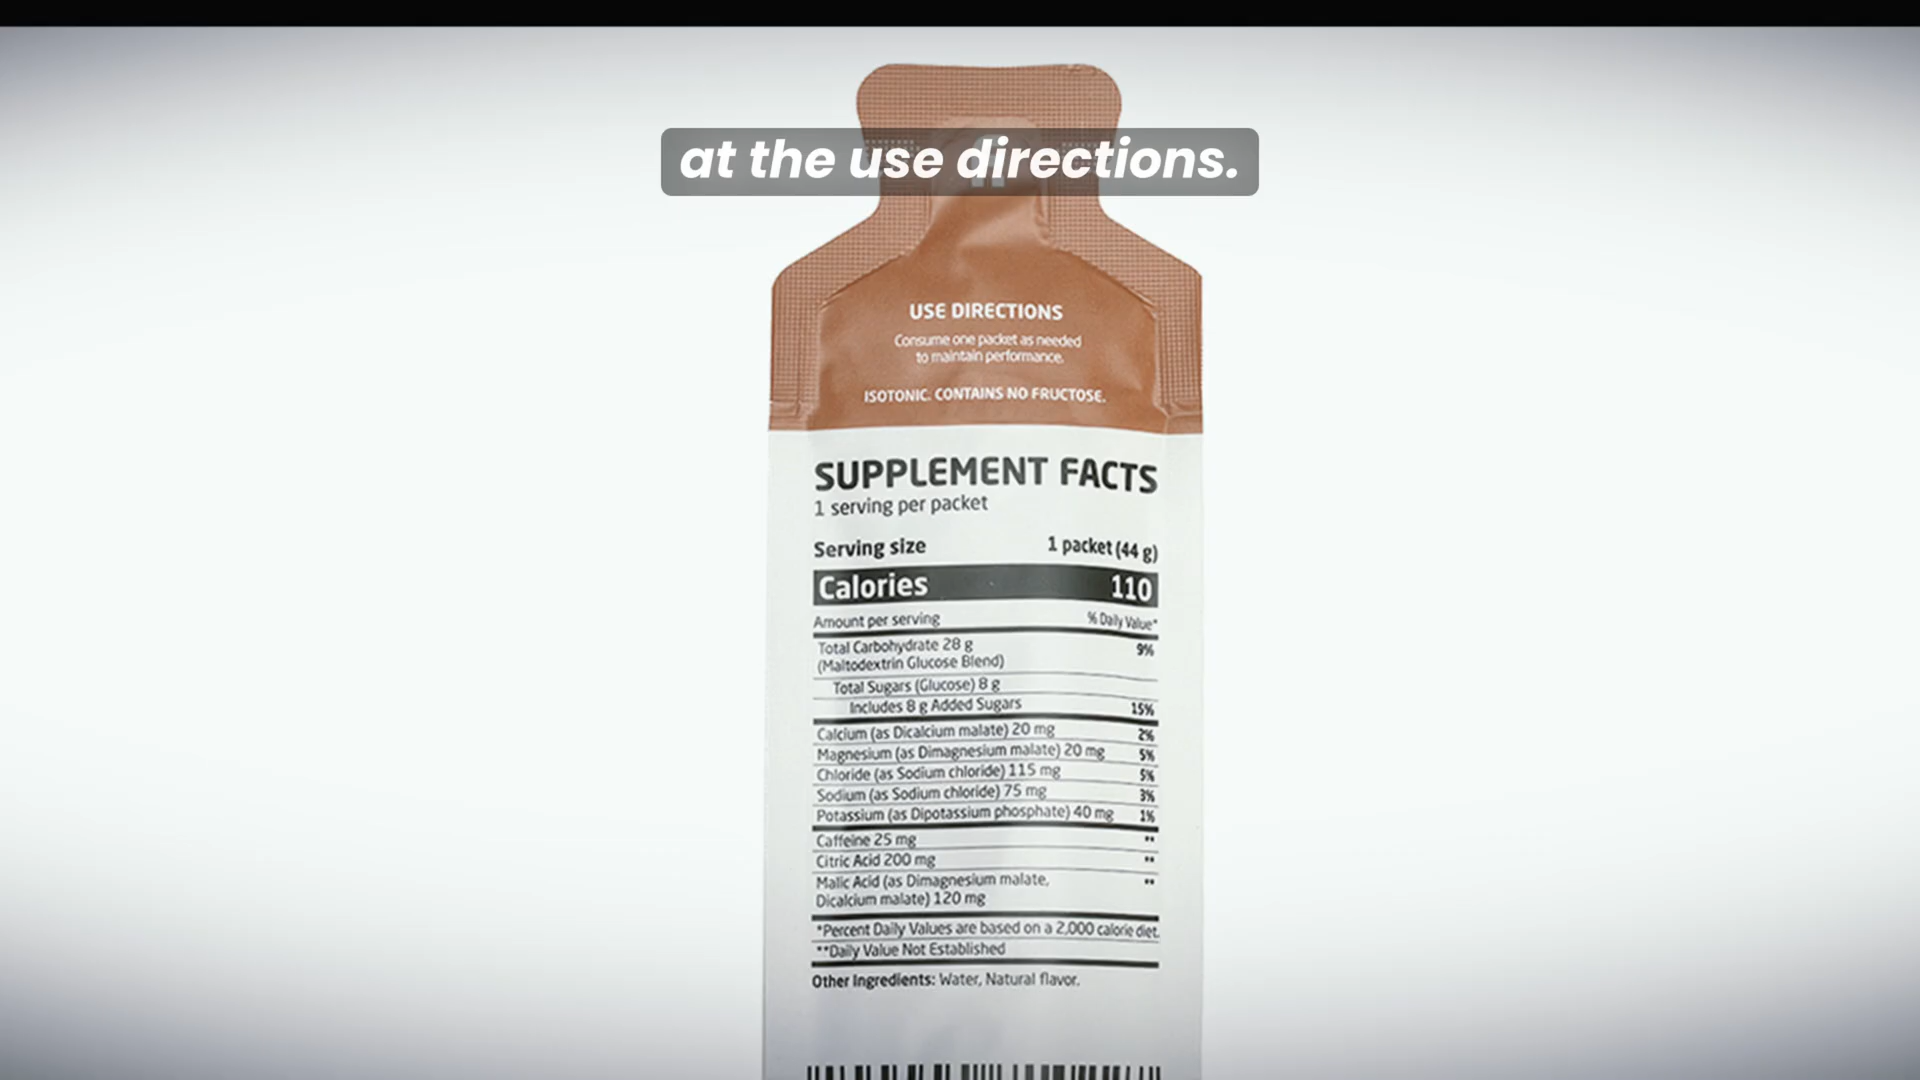 at the use directions.
USE DIRECTIONS
Consume one packet as needed
to maintain performance.
ISOTONIC. CONTAINS NO FRUCTOSE.
SUPPLEMENT FACTS
1 serving per packet
Serving size 1 packet (44 g)
Calories 110
Amount per serving % Daily Value*
Total Carbohydrate 28 g 9%
(Maltodextrin Glucose Blend)
Total Sugars (Glucose) 8 g
Includes 8 g Added Sugars 15%
Calcium (as Dicalcium malate) 20 mg 2%
Magnesium (as Dimagnesium malate) 20 mg 5%
Chloride (as Sodium chloride) 115 mg 5%
Sodium (as Sodium chloride) 75 mg 3%
Potassium (as Dipotassium phosphate) 40 mg 1%
Caffeine 25 mg **
Citric Acid 200 mg **
Malic Acid (as Dimagnesium malate, **
Dicalcium malate) 120 mg
*Percent Daily Values are based on a 2,000 calorie diet.
**Daily Value Not Established
Other Ingredients: Water, Natural flavor.